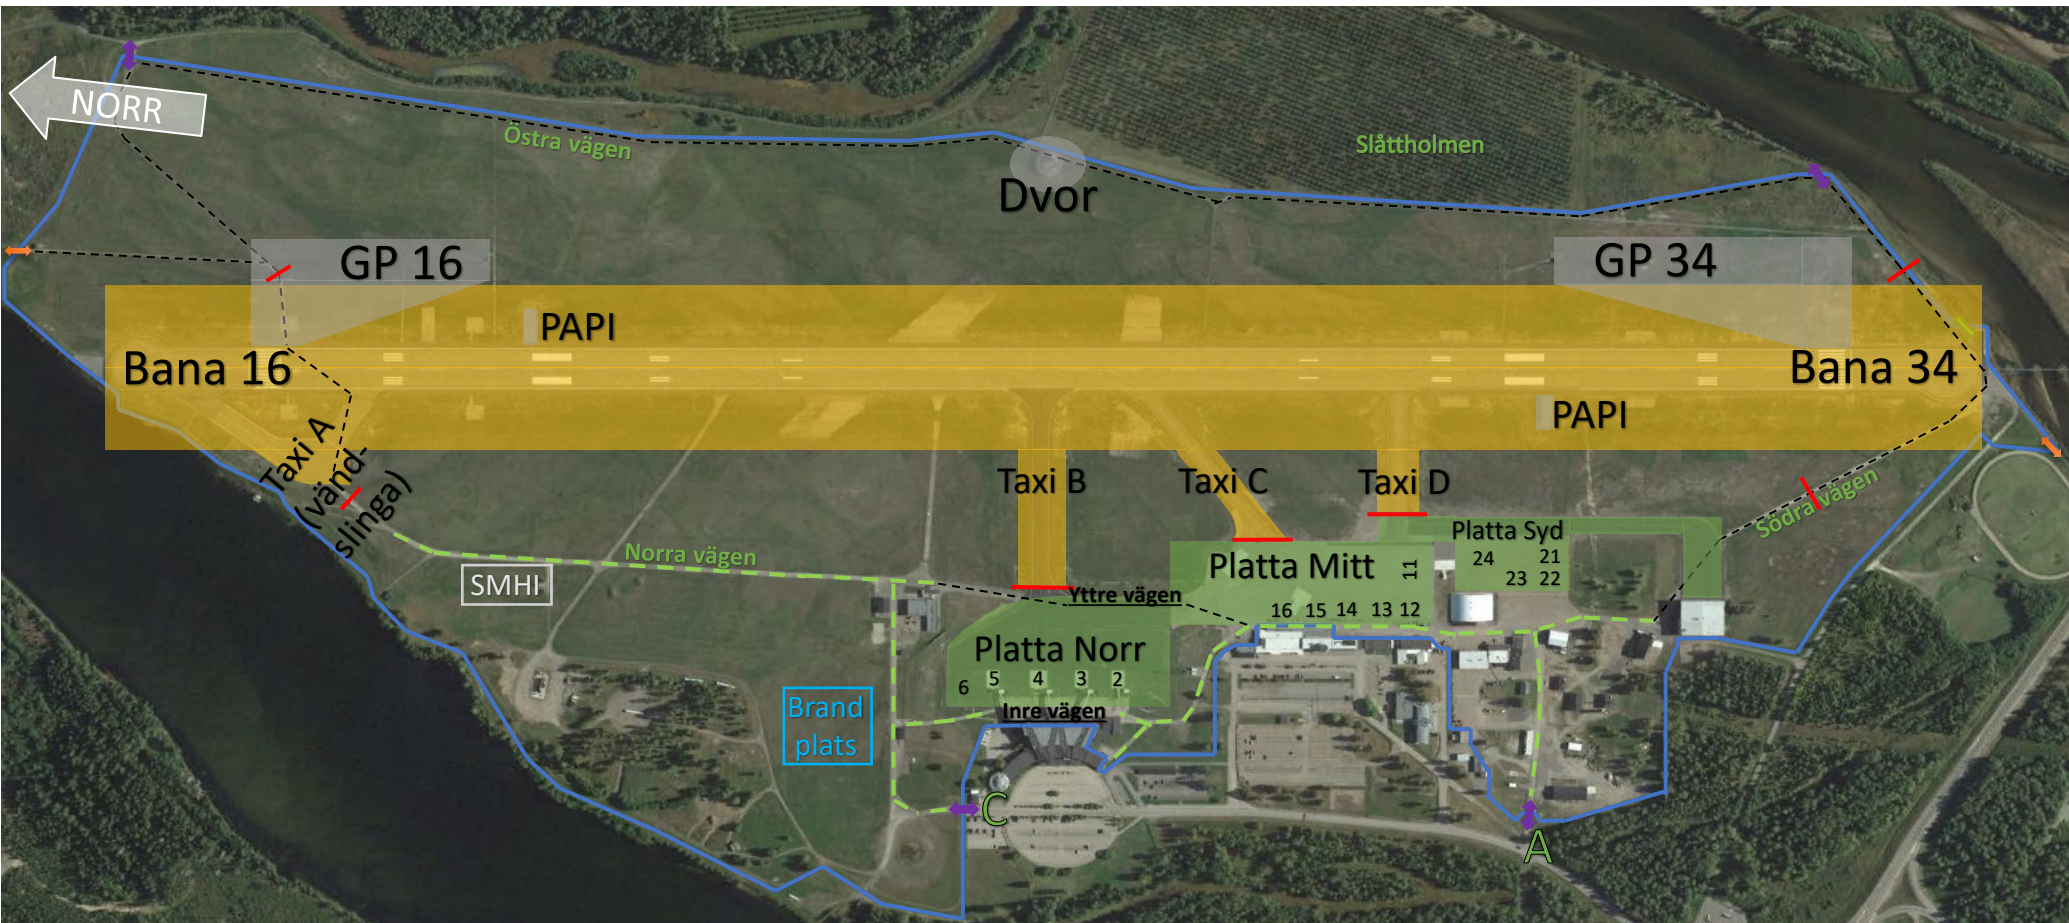 NORR
Östra vägen
Slåttholmen
Dvor
GP 16
GP 34
PAPI
Bana 16
Bana 34
PAPI
Taxi A
(vänd-
slinga)
Taxi B
Taxi C
Taxi D
Södra vägen
Norra vägen
SMHI
Platta Syd
24
21
23
22
Platta Mitt
11
16
15
14
13
12
Yttre vägen
Platta Norr
6
5
4
3
2
Inre vägen
Brand
plats
C
A